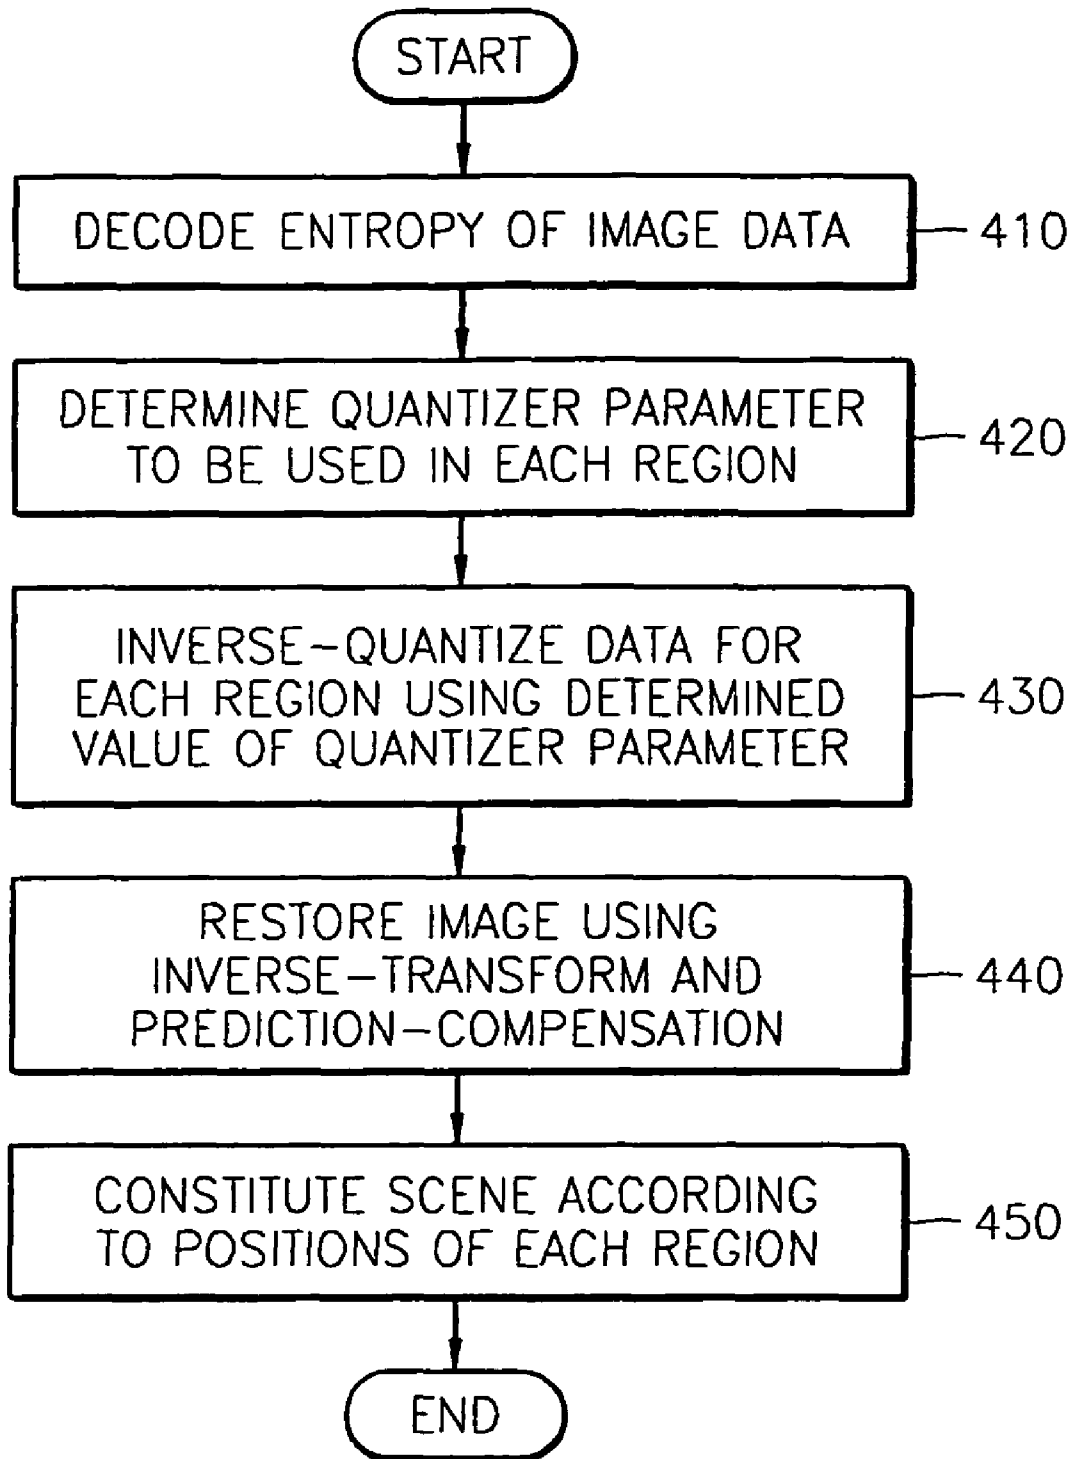 START
DECODE ENTROPY OF IMAGE DATA
410
DETERMINE QUANTIZER PARAMETER
TO BE USED IN EACH REGION
420
INVERSE-QUANTIZE DATA FOR
EACH REGION USING DETERMINED
VALUE OF QUANTIZER PARAMETER
430
RESTORE IMAGE USING
INVERSE-TRANSFORM AND
PREDICTION-COMPENSATION
440
CONSTITUTE SCENE ACCORDING
TO POSITIONS OF EACH REGION
450
END